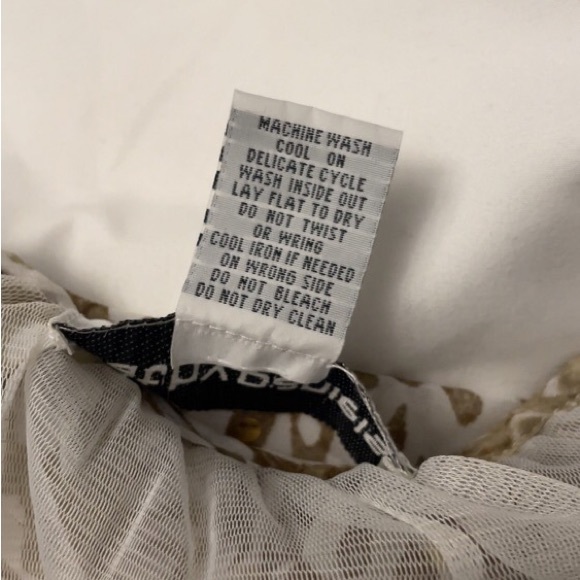 MACHINE WASH
COOL ON
DELICATE CYCLE
WASH INSIDE OUT
LAY FLAT TO DRY
DO NOT TWIST
OR WRING
COOL IRON IF NEEDED
ON WRONG SIDE
DO NOT BLEACH
DO NOT DRY CLEAN